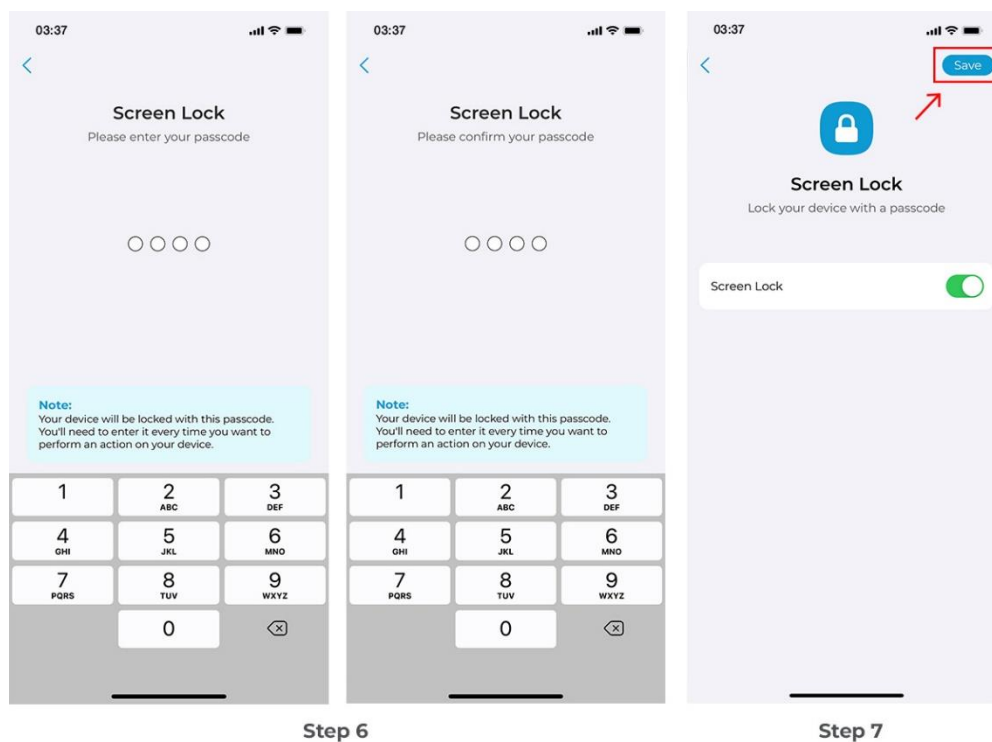 03:37
Screen Lock
Please enter your passcode
Note:
Your device will be locked with this passcode.
You'll need to enter it every time you want to
perform an action on your device.
1
2
ABC
3
DEF
4
GHI
5
JKL
6
MNO
7
PQRS
8
TUV
9
WXYZ
0
03:37
Screen Lock
Please confirm your passcode
Note:
Your device will be locked with this passcode.
You'll need to enter it every time you want to
perform an action on your device.
1
2
ABC
3
DEF
4
GHI
5
JKL
6
MNO
7
PQRS
8
TUV
9
WXYZ
0
Step 6
03:37
Save
Screen Lock
Lock your device with a passcode
Screen Lock
Step 7